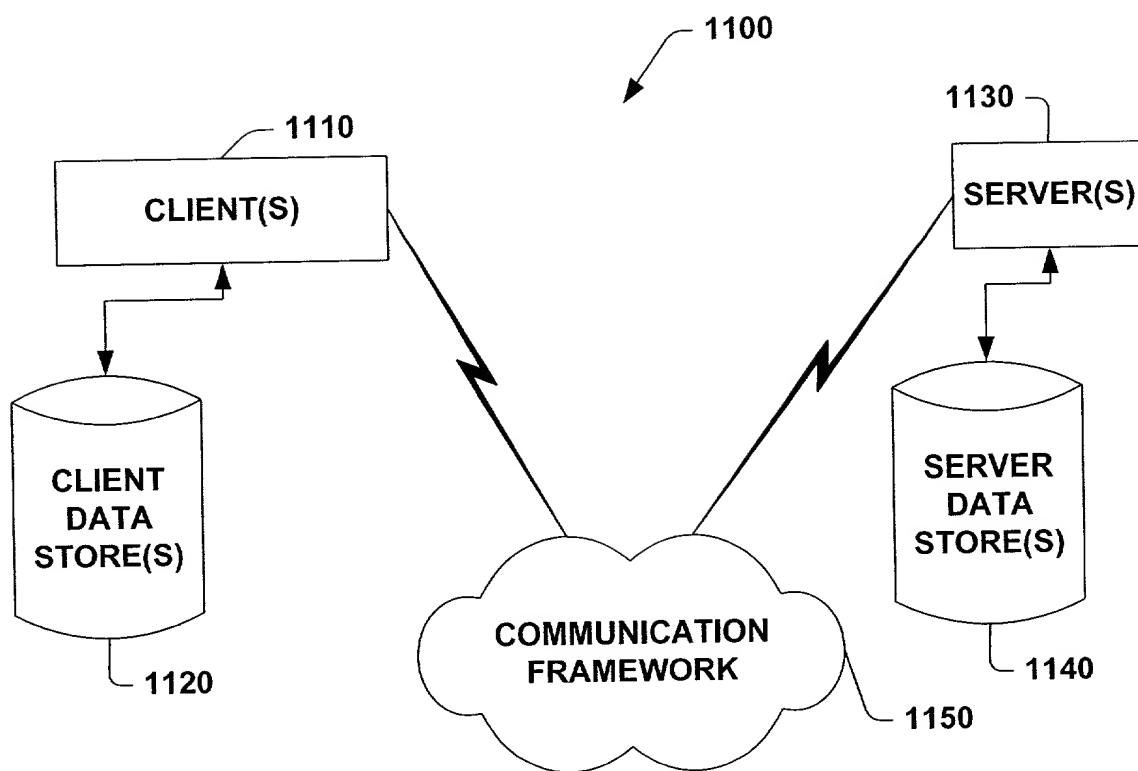 1100
1110
1130
CLIENT(S)
SERVER(S)
CLIENT
DATA
STORE(S)
SERVER
DATA
STORE(S)
COMMUNICATION
FRAMEWORK
1120
1140
1150